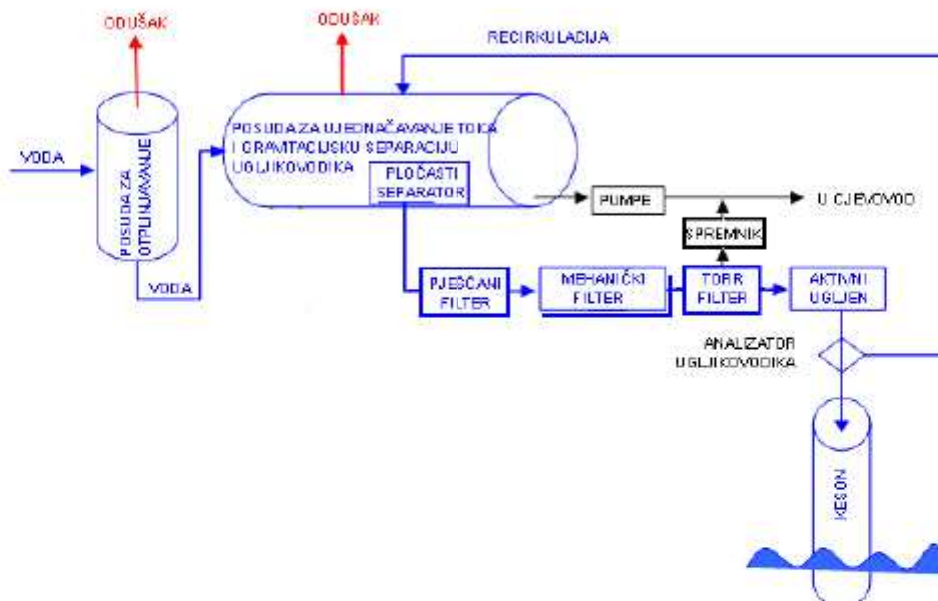 ODUŠAK
ODUŠAK
RECIRKULACIJA
VODA
POSUDA ZA
OTPLINJAVANJE
VODA
POSUDA ZA UJEDNAČAVANJE TOKA
I GRAVITACIJSKU SEPARACIJU
UGLJIKOVODIKA
PLOČASTI
SEPARATOR
PUMPE
U CJEVOVOD
SPREMNIK
PJEŠČANI
FILTER
MEHANIČKI
FILTER
TORR
FILTER
AKTIVNI
UGLJEN
ANALIZATOR
UGLJIKOVODIKA
KESON